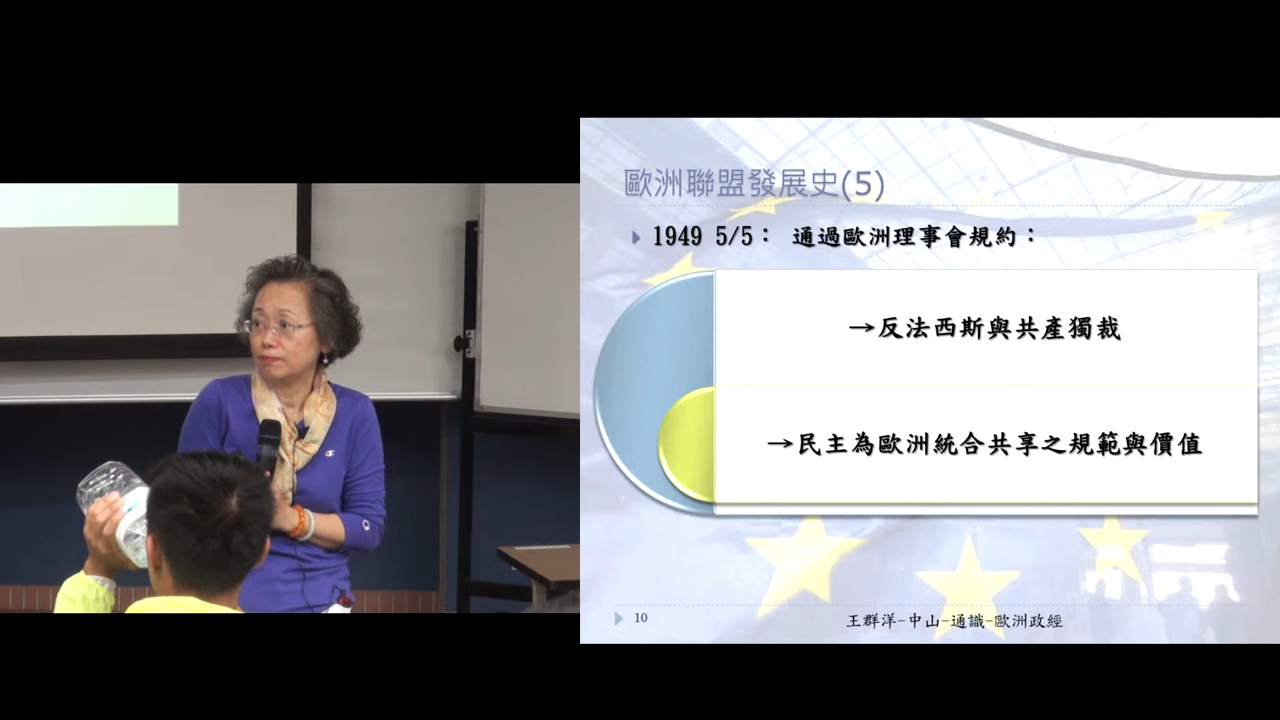 歐洲聯盟發展史(5)
1949 5/5： 通過歐洲理事會規約：
→反法西斯與共產獨裁
→民主為歐洲統合共享之規範與價值
10
王群洋-中山-通識-歐洲政經